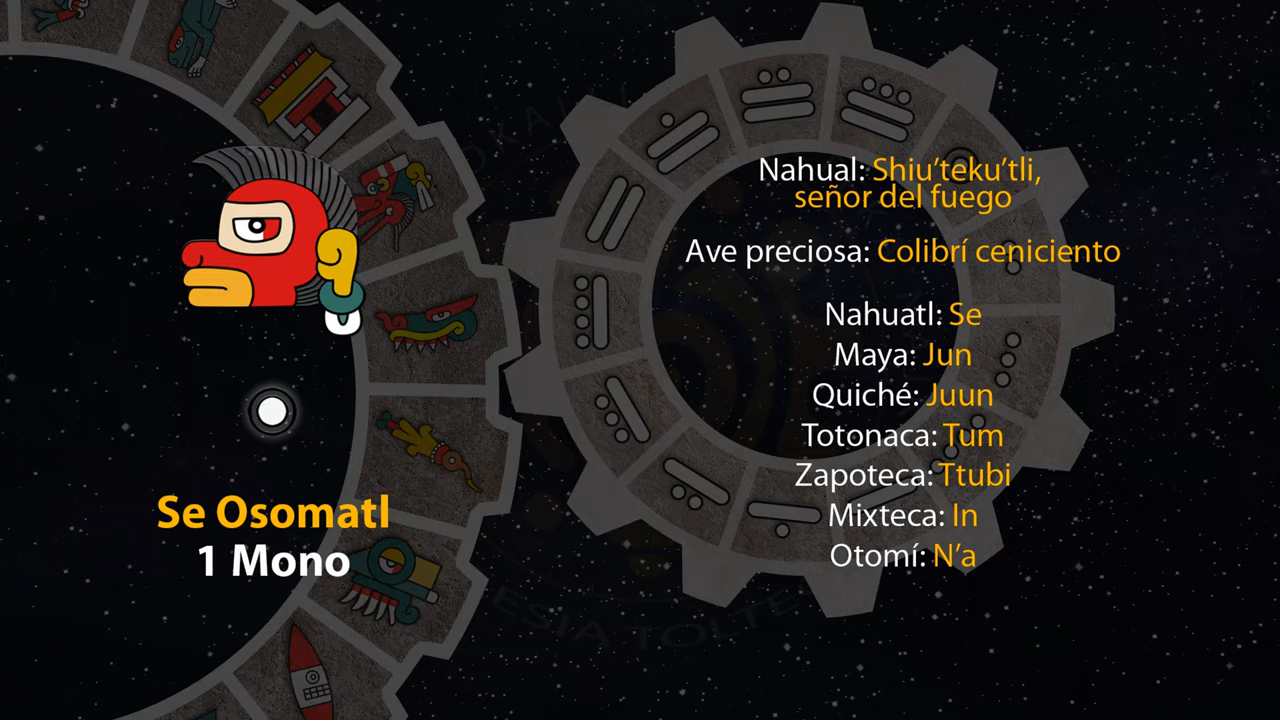 Se Osomatl
1 Mono
Nahual: Shiu’teku’tli,
señor del fuego
Ave preciosa: Colibrí ceniciento
Nahuatl: Se
Maya: Jun
Quiché: Juun
Totonaca: Tum
Zapoteca: Ttubi
Mixteca: In
Otomí: N’a